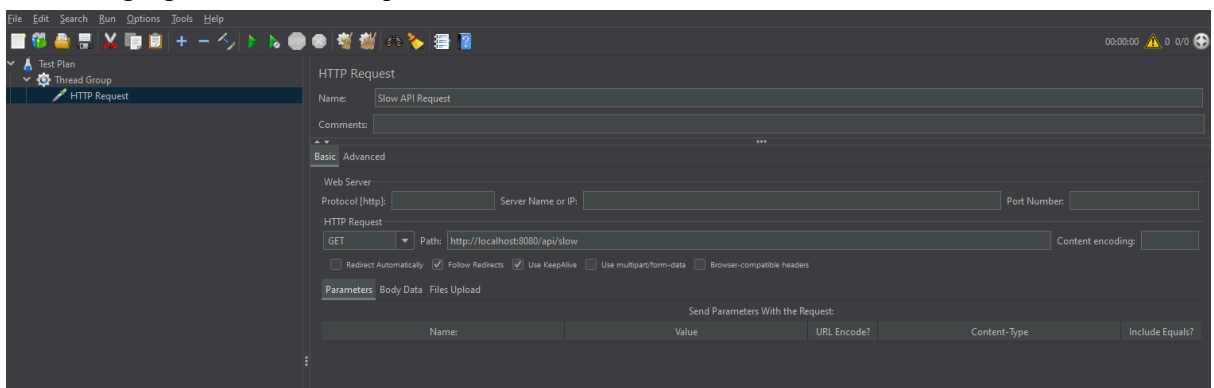 File Edit Search Run Options Tools Help
00:00:00 0 0/0
Test Plan
Thread Group
HTTP Request
HTTP Request
Name: Slow API Request
Comments:
Basic Advanced
Web Server
Protocol [http]: Server Name or IP: Port Number:
HTTP Request
GET Path: http://localhost:8080/api/slow Content encoding:
Redirect Automatically Follow Redirects Use KeepAlive Use multipart/form-data Browser-compatible headers
Parameters Body Data Files Upload
Send Parameters With the Request:
Name: Value URL Encode? Content-Type Include Equals?